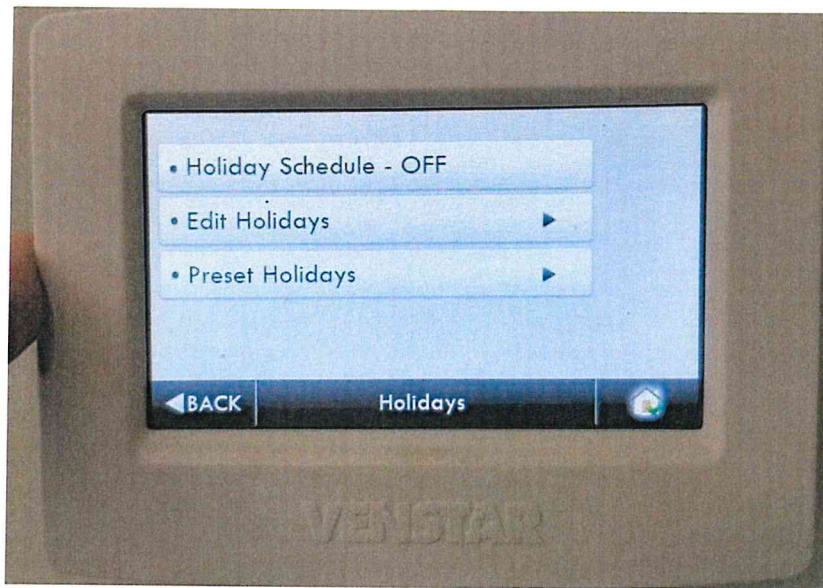 • Holiday Schedule - OFF
• Edit Holidays ▶
• Preset Holidays ▶
◀BACK Holidays
VENSTAR